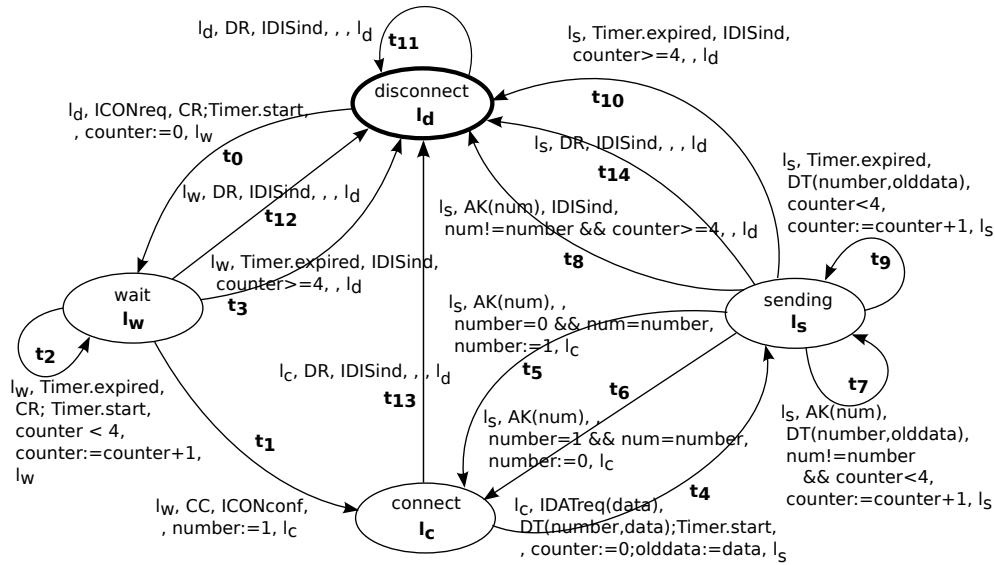 l_d, DR, IDISind, , , l_d
t11
l_s, Timer.expired, IDISind,
counter>=4, , l_d
t10
disconnect
l_d
l_d, ICONreq, CR;Timer.start,
, counter:=0, l_w
t0
l_s, DR, IDISind, , , l_d
t14
l_s, Timer.expired,
DT(number,olddata),
counter<4,
counter:=counter+1, l_s
t9
l_w, DR, IDISind, , , l_d
t12
l_s, AK(num), IDISind,
num!=number && counter>=4, , l_d
t8
l_w, Timer.expired, IDISind,
counter>=4, , l_d
t3
wait
l_w
sending
l_s
l_s, AK(num), ,
number=0 && num=number,
number:=1, l_c
t5
t2
l_w, Timer.expired,
CR; Timer.start,
counter < 4,
counter:=counter+1,
l_w
l_c, DR, IDISind, , , l_d
t13
t6
t7
l_s, AK(num), ,
number=1 && num=number,
number:=0, l_c
l_s, AK(num),
DT(number,olddata),
num!=number
&& counter<4,
counter:=counter+1, l_s
t1
t4
l_w, CC, ICONconf,
, number:=1, l_c
connect
l_c
l_c, IDATreq(data),
DT(number,data);Timer.start,
, counter:=0;olddata:=data, l_s